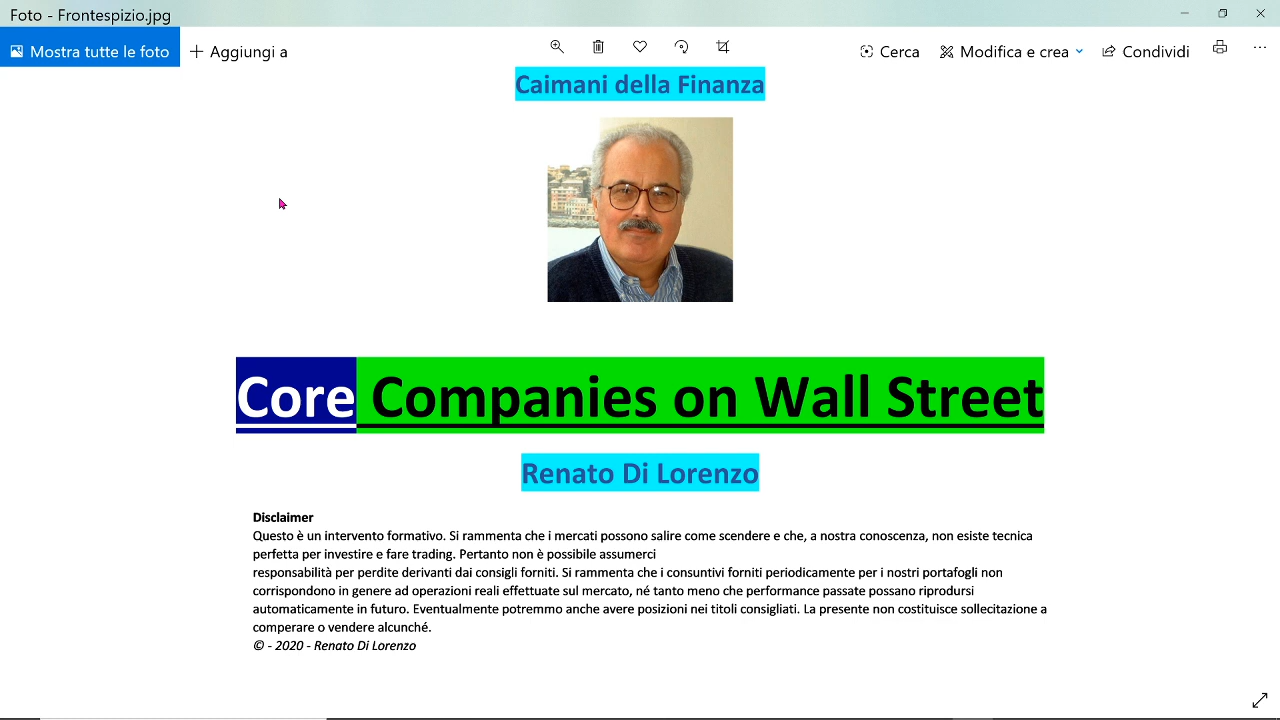 Foto - Frontespizio.jpg
Mostra tutte le foto
Aggiungi a
Cerca
Modifica e crea
Condividi
Caimani della Finanza
Core Companies on Wall Street
Renato Di Lorenzo
Disclaimer
Questo è un intervento formativo. Si rammenta che i mercati possono salire come scendere e che, a nostra conoscenza, non esiste tecnica
perfetta per investire e fare trading. Pertanto non è possibile assumerci
responsabilità per perdite derivanti dai consigli forniti. Si rammenta che i consuntivi forniti periodicamente per i nostri portafogli non
corrispondono in genere ad operazioni reali effettuate sul mercato, né tanto meno che performance passate possano riprodursi
automaticamente in futuro. Eventualmente potremmo anche avere posizioni nei titoli consigliati. La presente non costituisce sollecitazione a
comperare o vendere alcunché.
© - 2020 - Renato Di Lorenzo